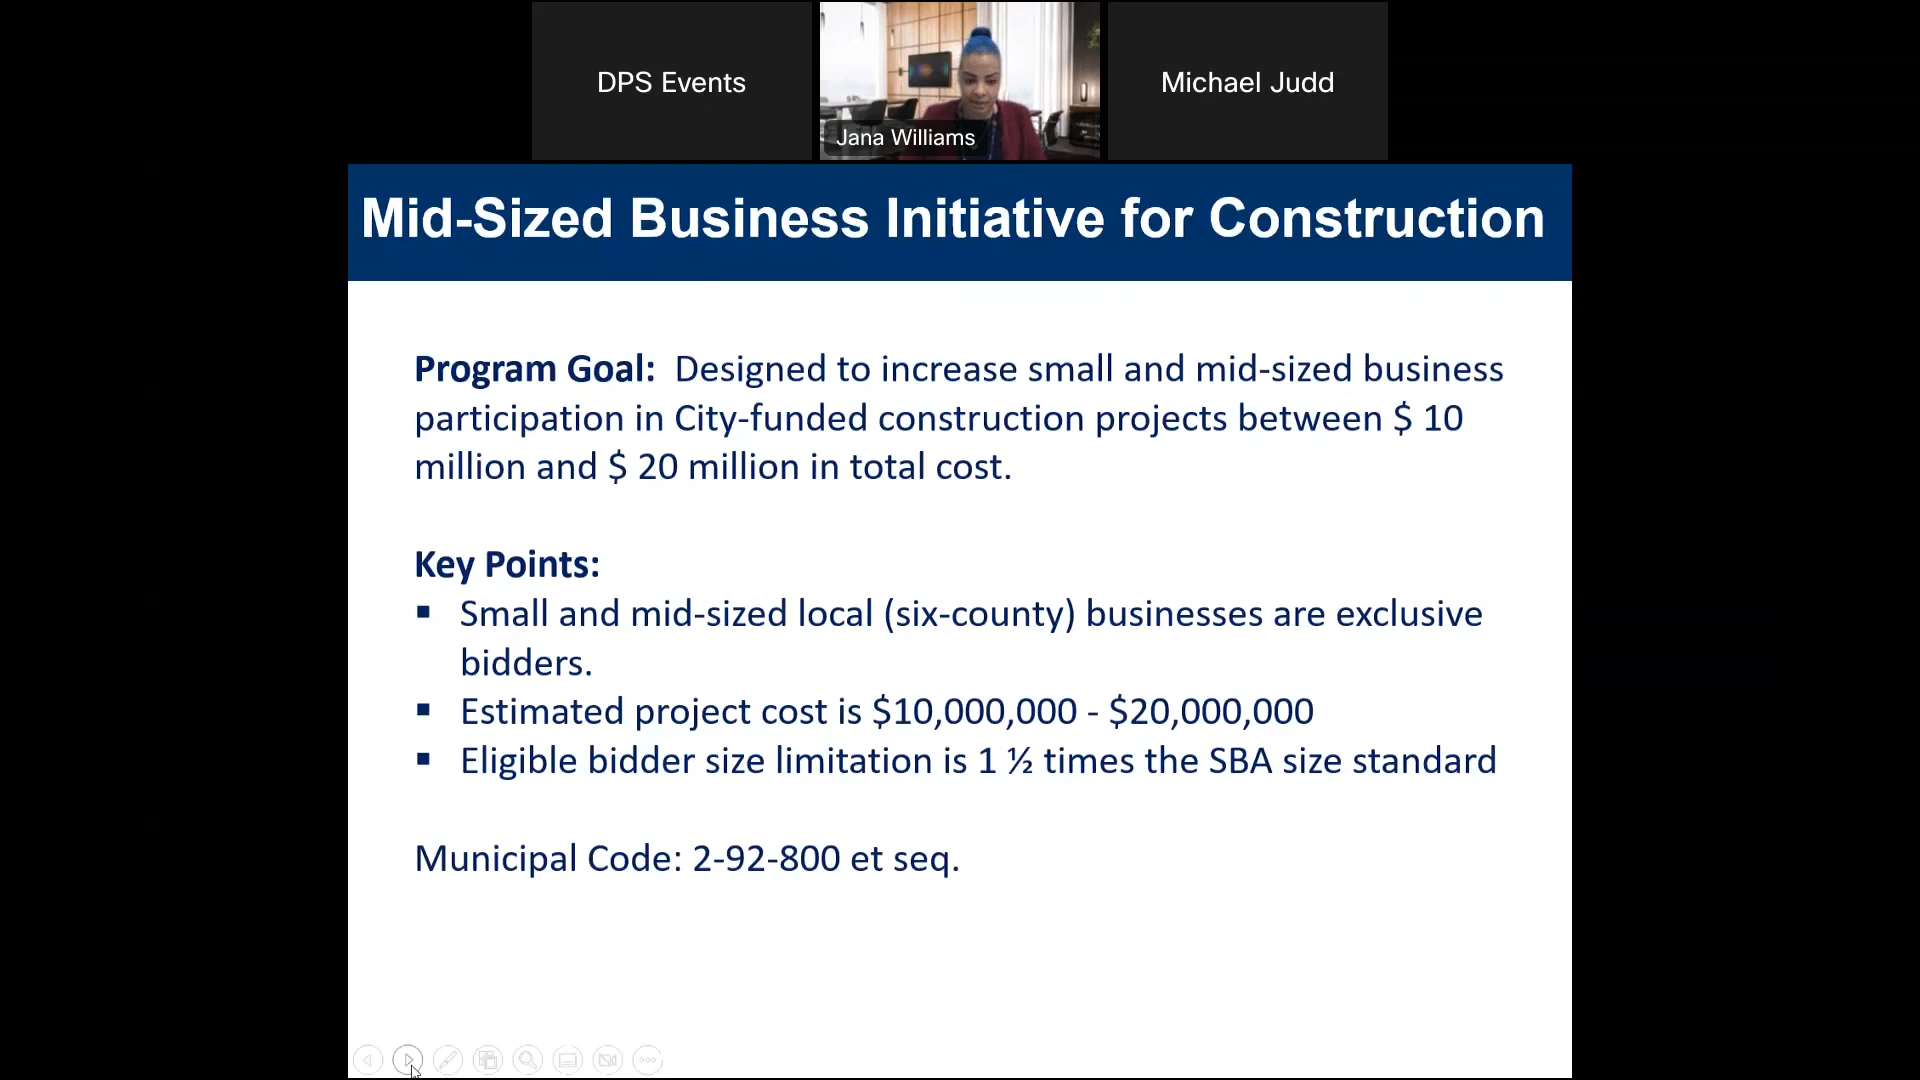 DPS Events
Jana Williams
Michael Judd
Mid-Sized Business Initiative for Construction
Program Goal: Designed to increase small and mid-sized business
participation in City-funded construction projects between $ 10
million and $ 20 million in total cost.
Key Points:
▪ Small and mid-sized local (six-county) businesses are exclusive
bidders.
▪ Estimated project cost is $10,000,000 - $20,000,000
▪ Eligible bidder size limitation is 1 ½ times the SBA size standard
Municipal Code: 2-92-800 et seq.